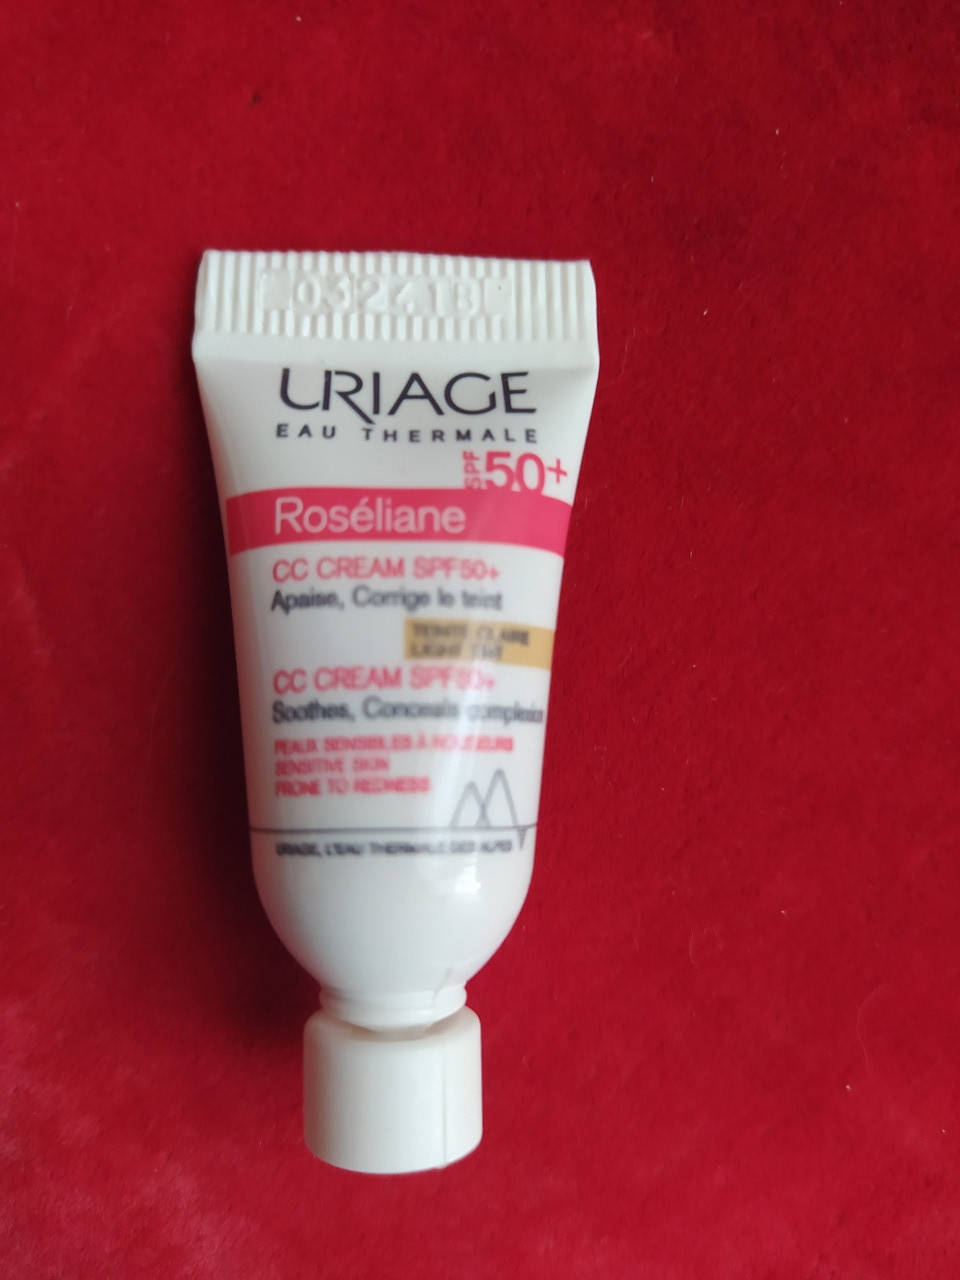 03241B
URIAGE
EAU THERMALE
SPF 50+
Roséliane
CC CREAM SPF50+
Apaise, Corrige le teint
TEINTE CLAIRE
LIGHT TINT
CC CREAM SPF50+
Soothes, Conceals complexion
PEAUX SENSIBLES À ROUGEURS
SENSITIVE SKIN
PRONE TO REDNESS
URIAGE, L'EAU THERMALE DES ALPES